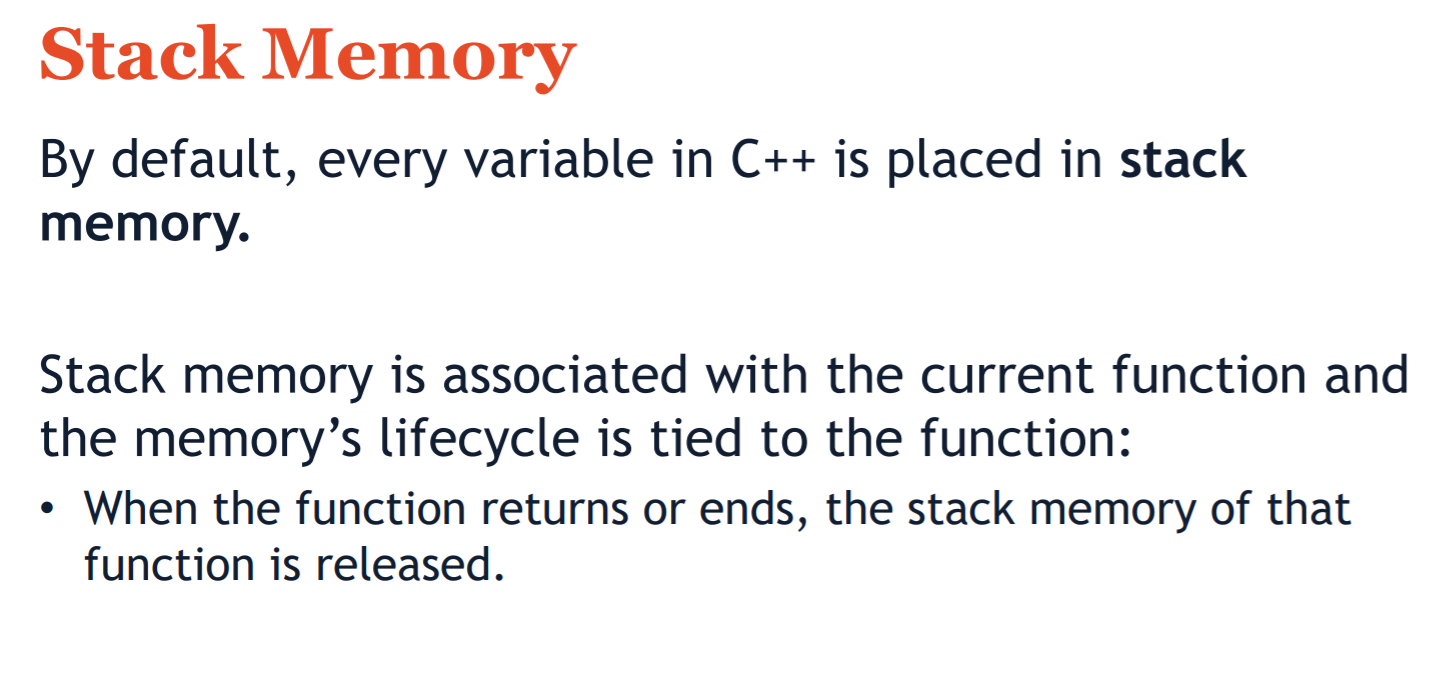 Stack Memory
By default, every variable in C++ is placed in stack
memory.
Stack memory is associated with the current function and
the memory’s lifecycle is tied to the function:
• When the function returns or ends, the stack memory of that
function is released.